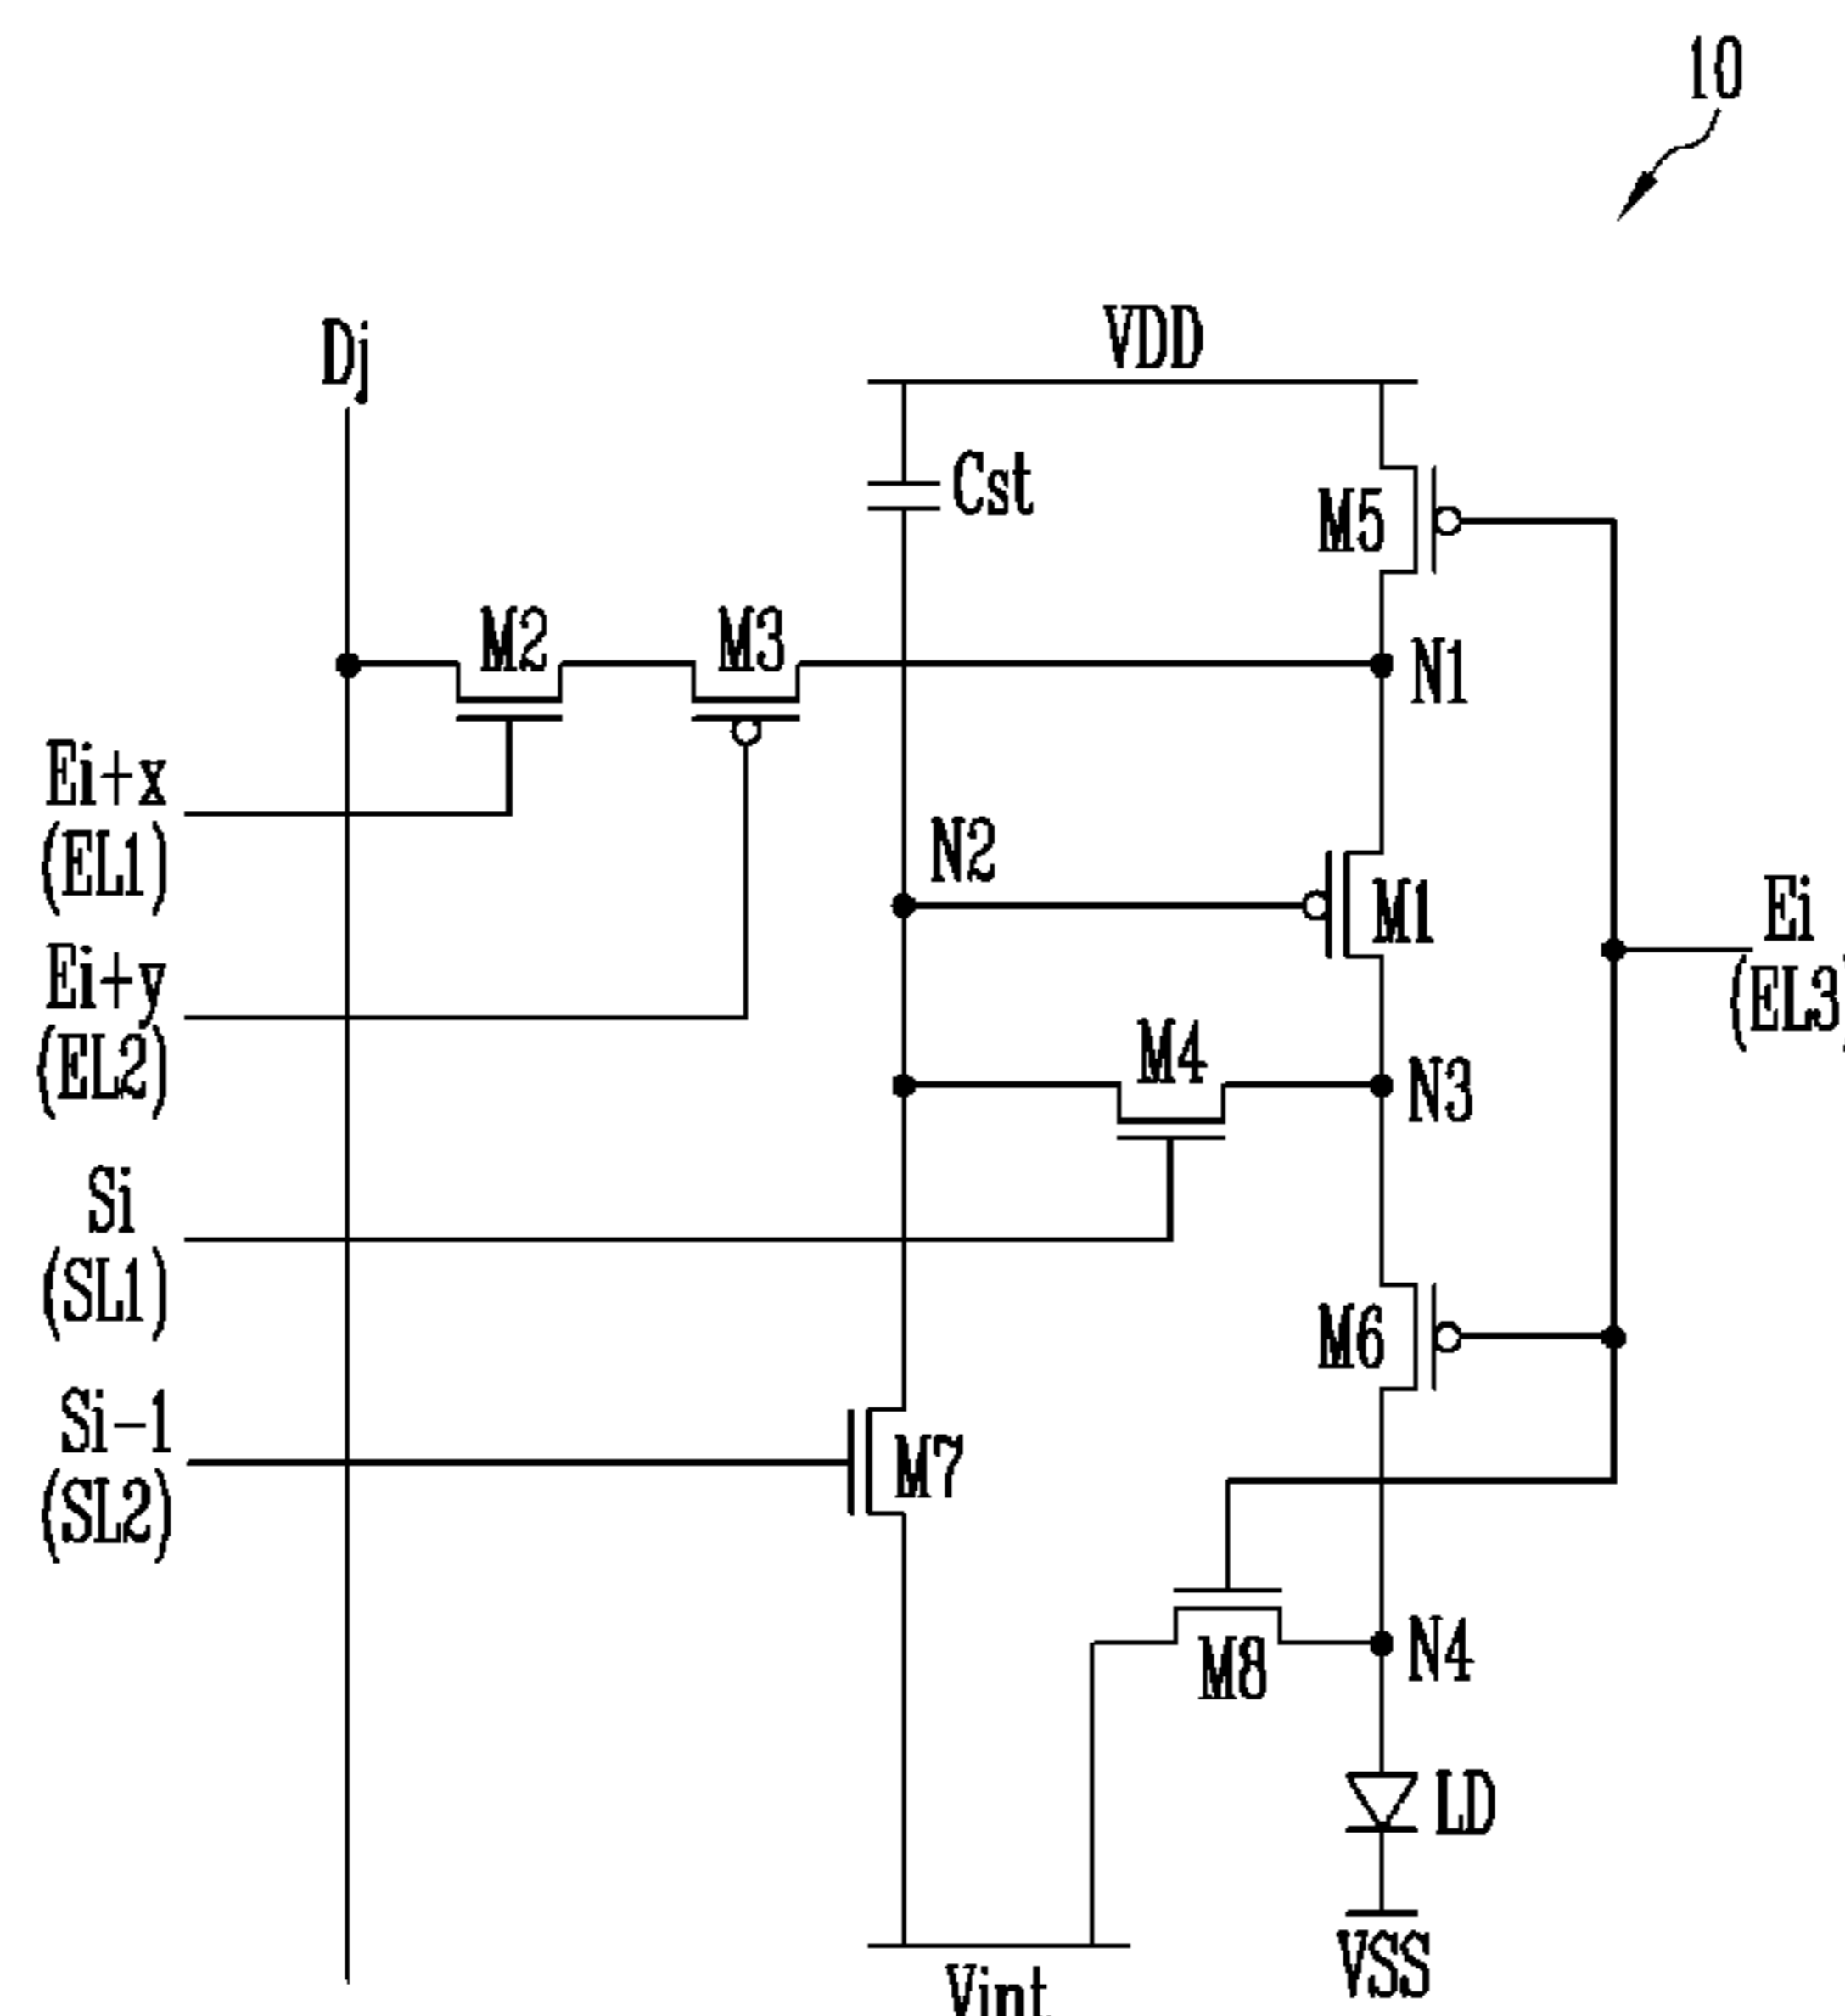 10
Dj
VDD
Cst
M5
M2
M3
N1
Ei+x
(EL1)
N2
M1
Ei
(EL3)
Ei+y
(EL2)
M4
N3
Si
(SL1)
M6
Si-1
(SL2)
M7
M8
N4
LD
VSS
Vint